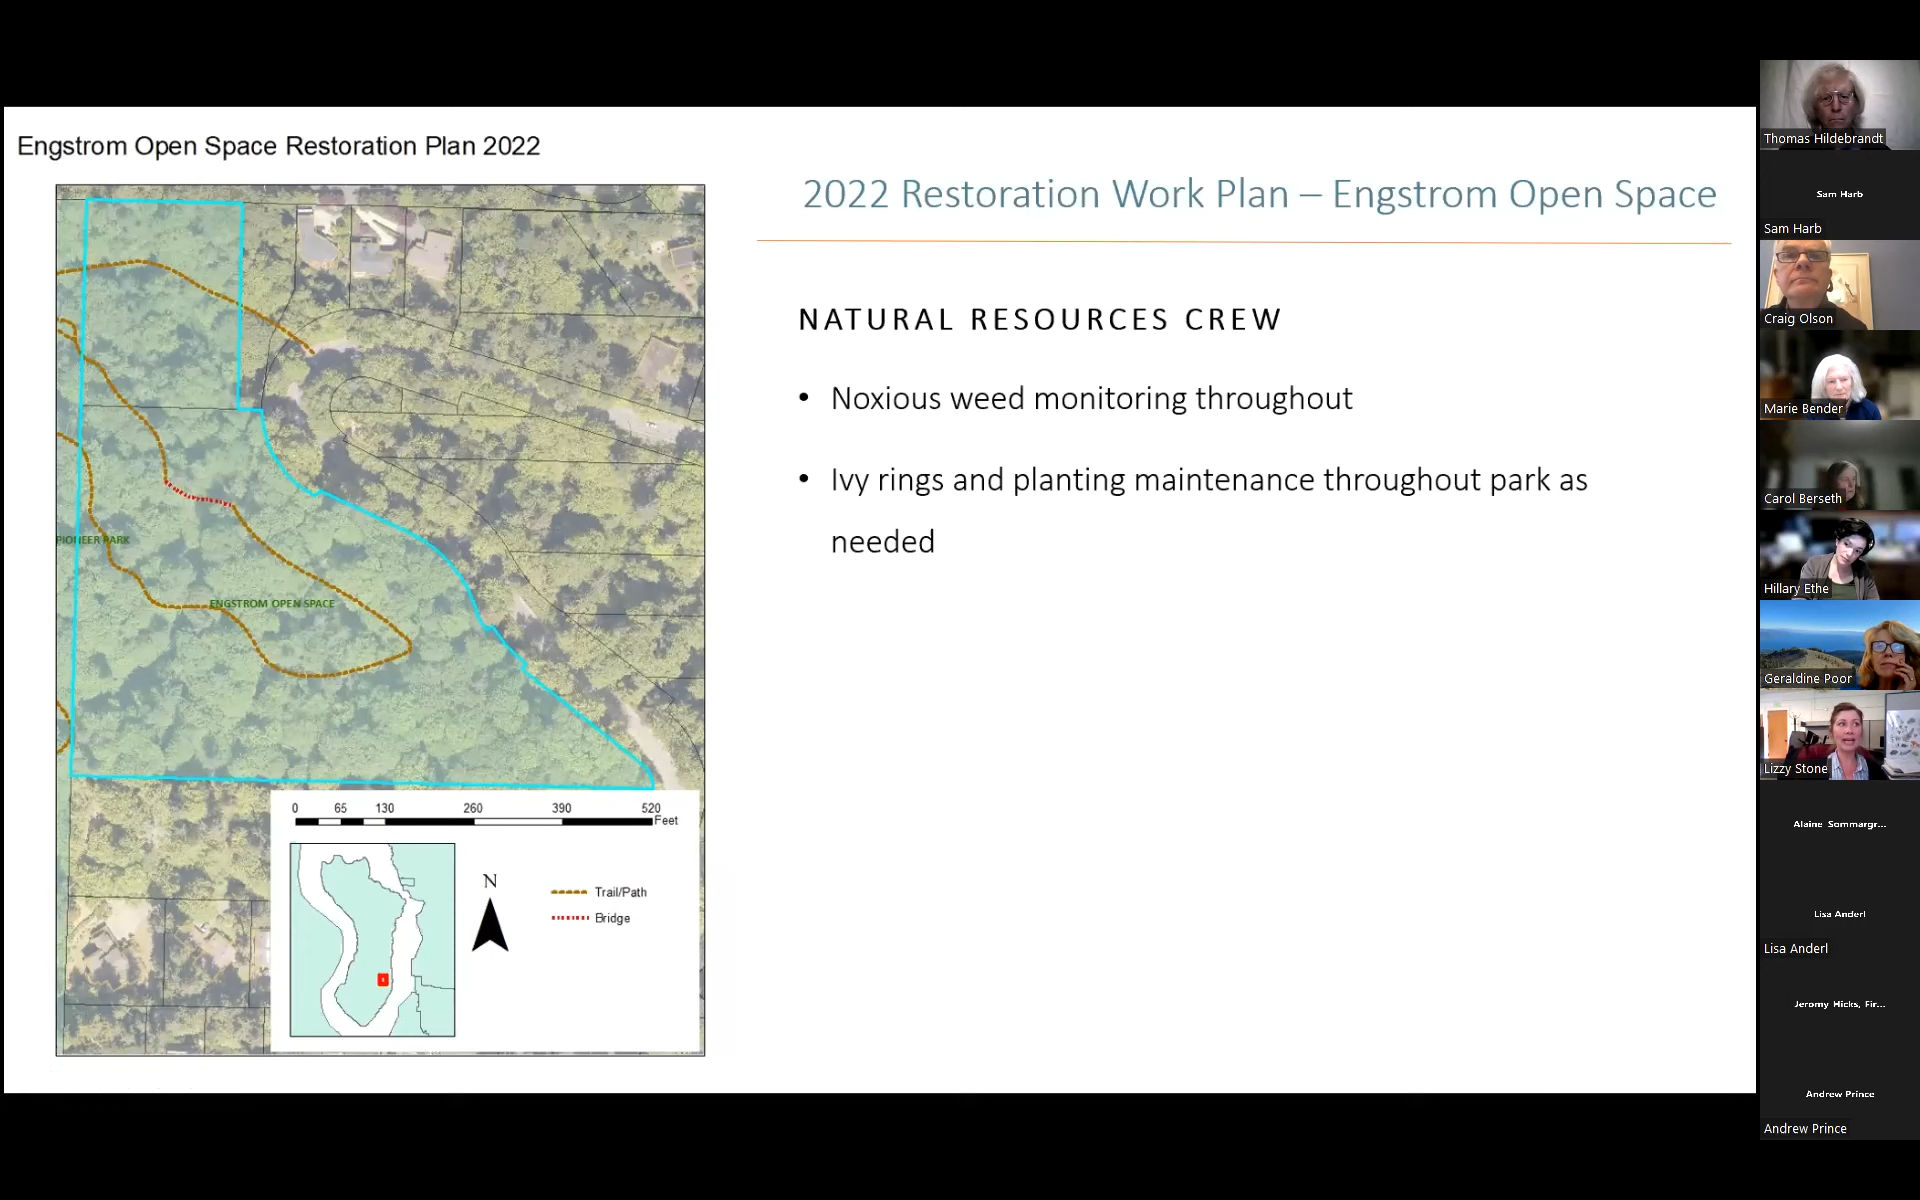 Engstrom Open Space Restoration Plan 2022
PIONEER PARK
ENGSTROM OPEN SPACE
0 65 130 260 390 520
Feet
N
Trail/Path
Bridge
2022 Restoration Work Plan – Engstrom Open Space
NATURAL RESOURCES CREW
• Noxious weed monitoring throughout
• Ivy rings and planting maintenance throughout park as
needed
Thomas Hildebrandt
Sam Harb
Sam Harb
Craig Olson
Marie Bender
Carol Berseth
Hillary Ethe
Geraldine Poor
Lizzy Stone
Alaine Sommargr...
Lisa Anderl
Lisa Anderl
Jeromy Hicks, Fir...
Andrew Prince
Andrew Prince